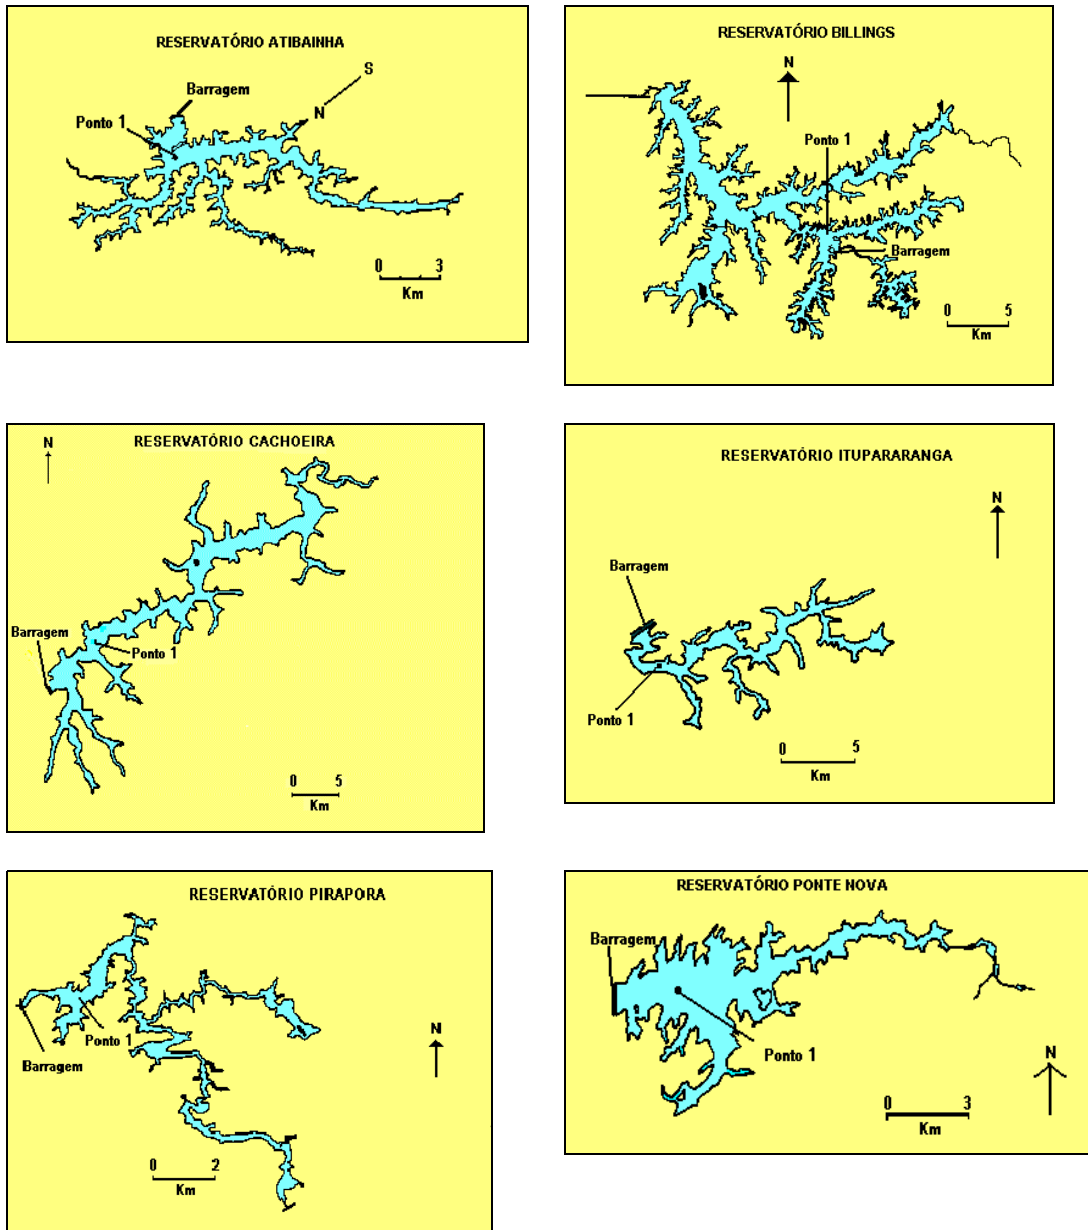 RESERVATÓRIO ATIBAINHA
S
Barragem
N
Ponto 1
0 3
Km
RESERVATÓRIO BILLINGS
N
Ponto 1
Barragem
0 5
Km
RESERVATÓRIO CACHOEIRA
N
Barragem
Ponto 1
0 5
Km
RESERVATÓRIO ITUPARARANGA
N
Barragem
Ponto 1
0 5
Km
RESERVATÓRIO PIRAPORA
N
Ponto 1
Barragem
0 2
Km
RESERVATÓRIO PONTE NOVA
Barragem
Ponto 1
N
0 3
Km